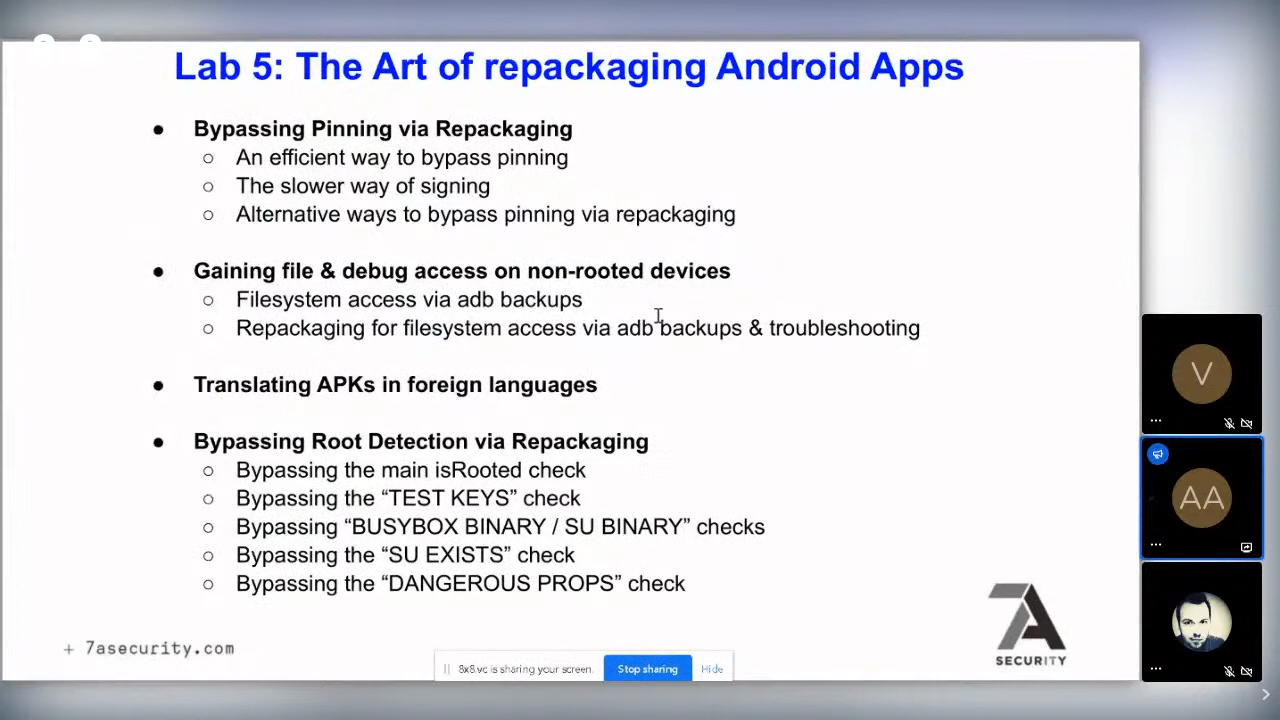 Lab 5: The Art of repackaging Android Apps
● Bypassing Pinning via Repackaging
○ An efficient way to bypass pinning
○ The slower way of signing
○ Alternative ways to bypass pinning via repackaging
● Gaining file & debug access on non-rooted devices
○ Filesystem access via adb backups
○ Repackaging for filesystem access via adb backups & troubleshooting
● Translating APKs in foreign languages
● Bypassing Root Detection via Repackaging
○ Bypassing the main isRooted check
○ Bypassing the “TEST KEYS” check
○ Bypassing “BUSYBOX BINARY / SU BINARY” checks
○ Bypassing the “SU EXISTS” check
○ Bypassing the “DANGEROUS PROPS” check
+ 7asecurity.com
7A
SECURITY
8x8.vc is sharing your screen. Stop sharing Hide
V
AA